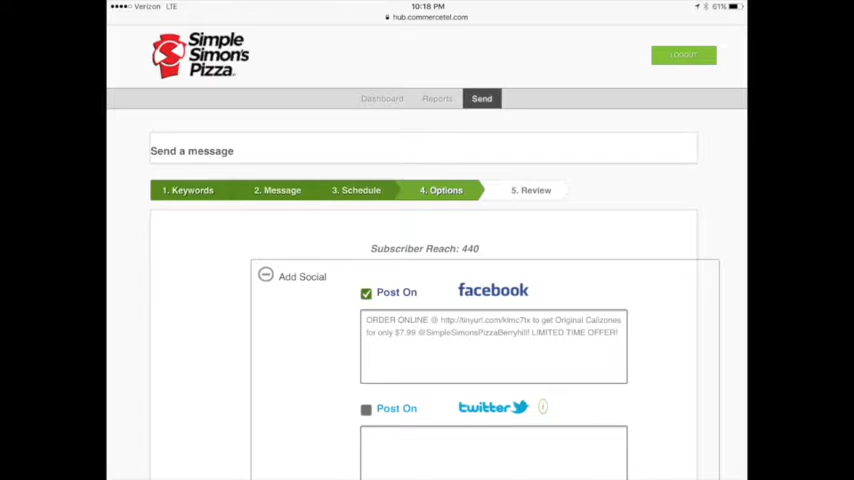 Verizon LTE
10:18 PM
61%
hub.commercetel.com
Simple
Simon's
Pizza
LOGOUT
Dashboard Reports Send
Send a message
1. Keywords 2. Message 3. Schedule 4. Options 5. Review
Subscriber Reach: 440
Add Social
Post On facebook
ORDER ONLINE @ http://tinyurl.com/klmc7tx to get Original Calizones
for only $7.99 @SimpleSimonsPizzaBerryhill! LIMITED TIME OFFER!
Post On twitter i